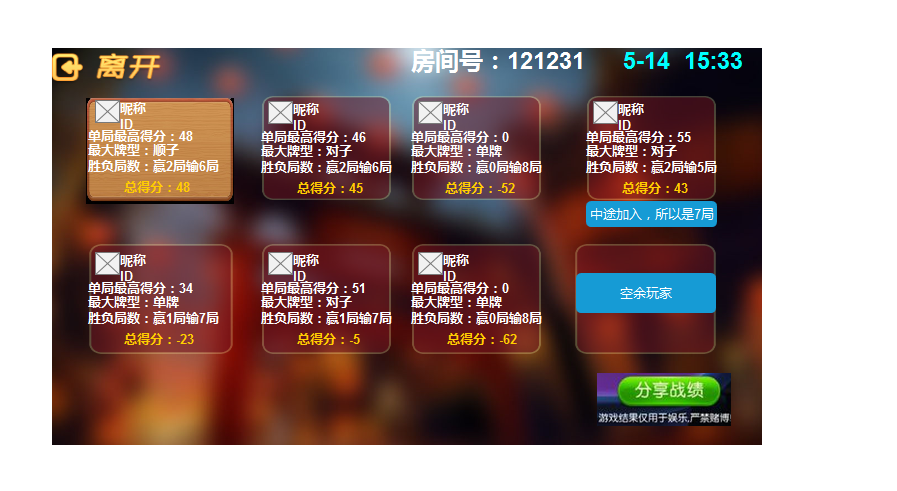 离开
房间号：121231
5-14 15:33
昵称
ID
单局最高得分：48
最大牌型：顺子
胜负局数：赢2局输6局
总得分：48
昵称
ID
单局最高得分：46
最大牌型：对子
胜负局数：赢2局输6局
总得分：45
昵称
ID
单局最高得分：0
最大牌型：单牌
胜负局数：赢0局输8局
总得分：-52
昵称
ID
单局最高得分：55
最大牌型：对子
胜负局数：赢2局输5局
总得分：43
中途加入，所以是7局
昵称
ID
单局最高得分：34
最大牌型：单牌
胜负局数：赢1局输7局
总得分：-23
昵称
ID
单局最高得分：51
最大牌型：对子
胜负局数：赢1局输7局
总得分：-5
昵称
ID
单局最高得分：0
最大牌型：单牌
胜负局数：赢0局输8局
总得分：-62
空余玩家
分享战绩
游戏结果仅用于娱乐,严禁赌博!